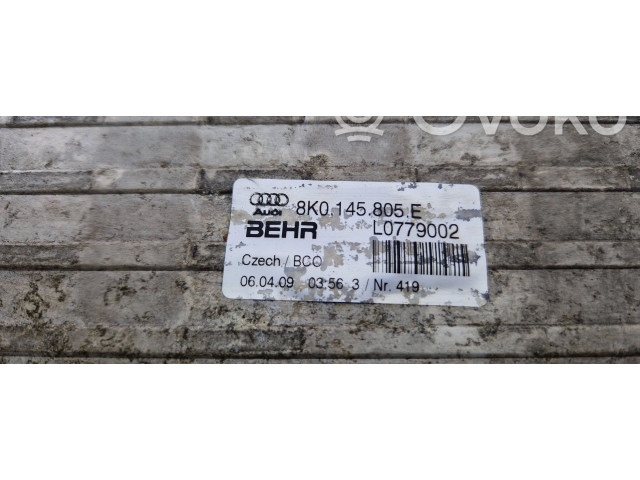 OVOKO
Audi
8K0.145.805.E
BEHR
L0779002
Czech / BCO
06.04.09 03:56 3 / Nr. 419